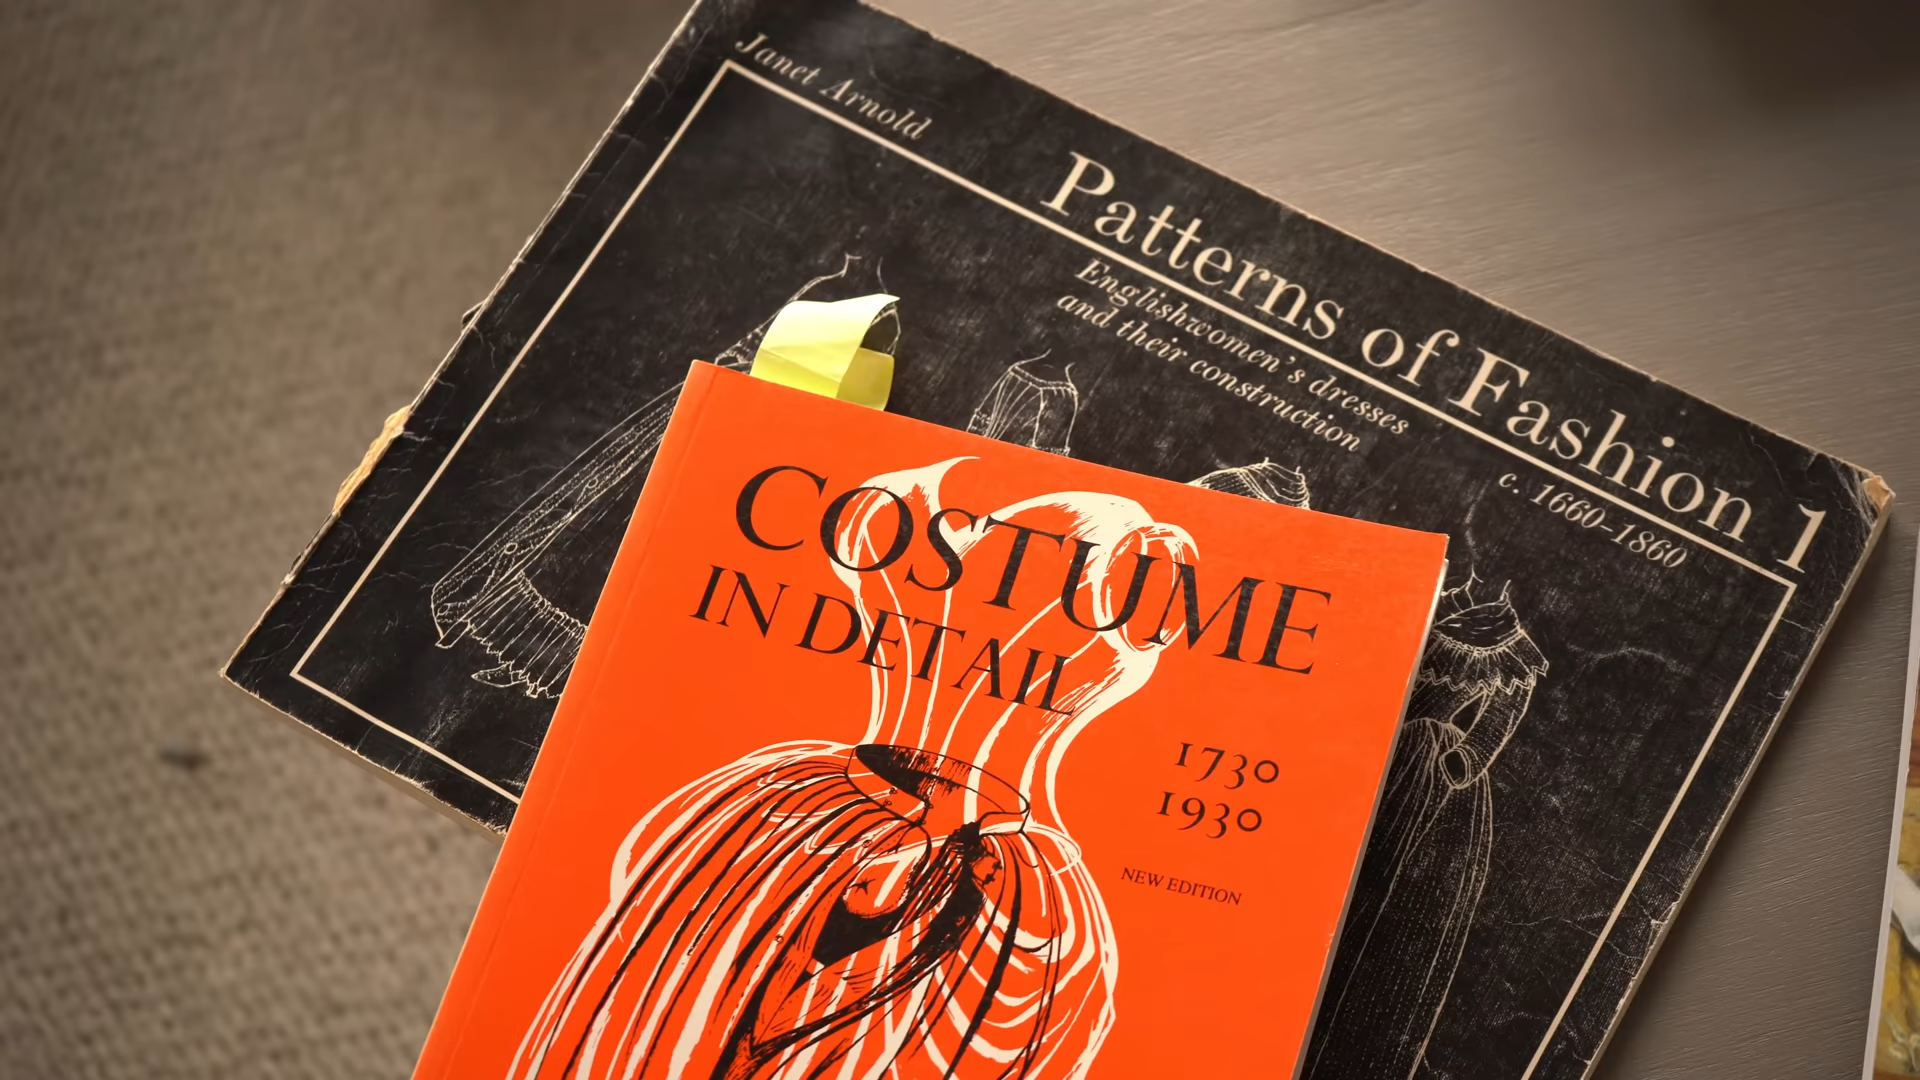 Janet Arnold
Patterns of Fashion 1
Englishwomen's dresses
and their construction
c. 1660–1860
COSTUME
IN DETAIL
1730
1930
NEW EDITION